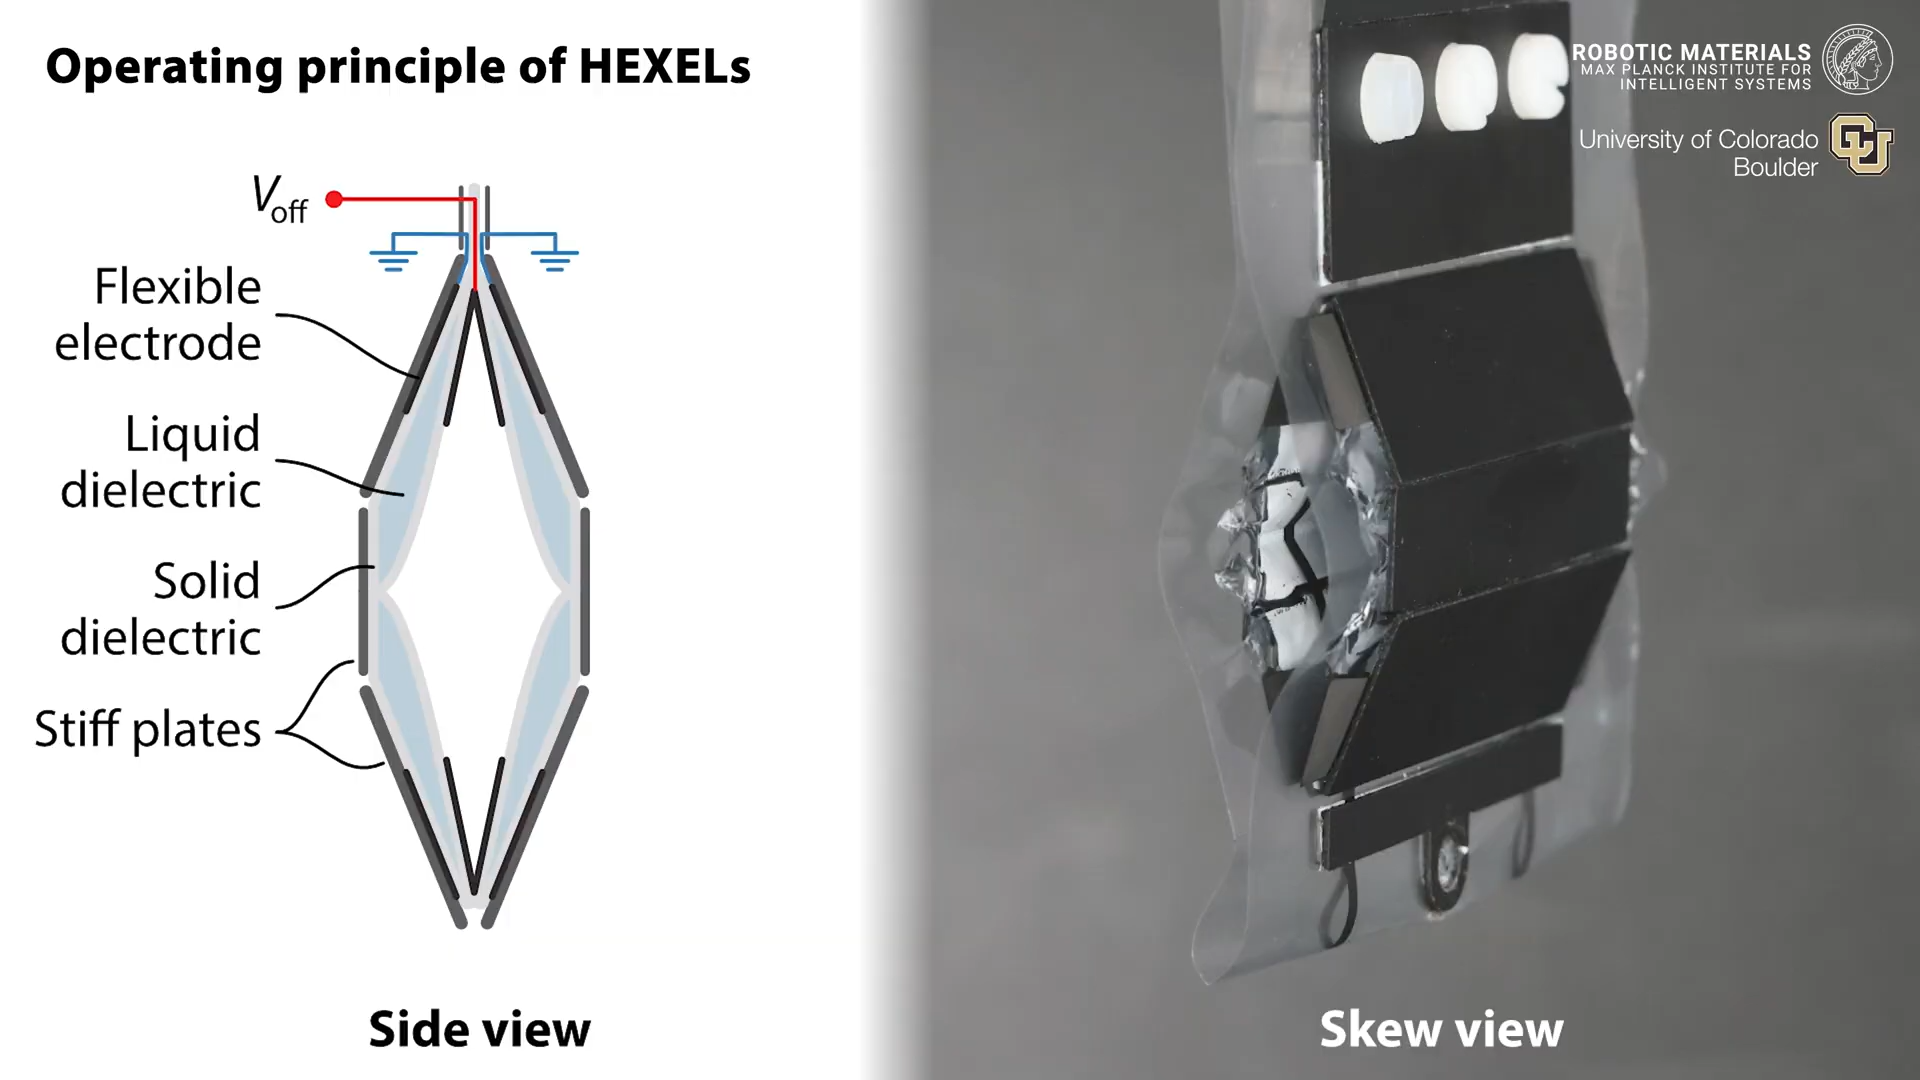 Operating principle of HEXELs
Voff
Flexible
electrode
Liquid
dielectric
Solid
dielectric
Stiff plates
Side view
ROBOTIC MATERIALS
MAX PLANCK INSTITUTE FOR
INTELLIGENT SYSTEMS
University of Colorado
Boulder
CU
Skew view